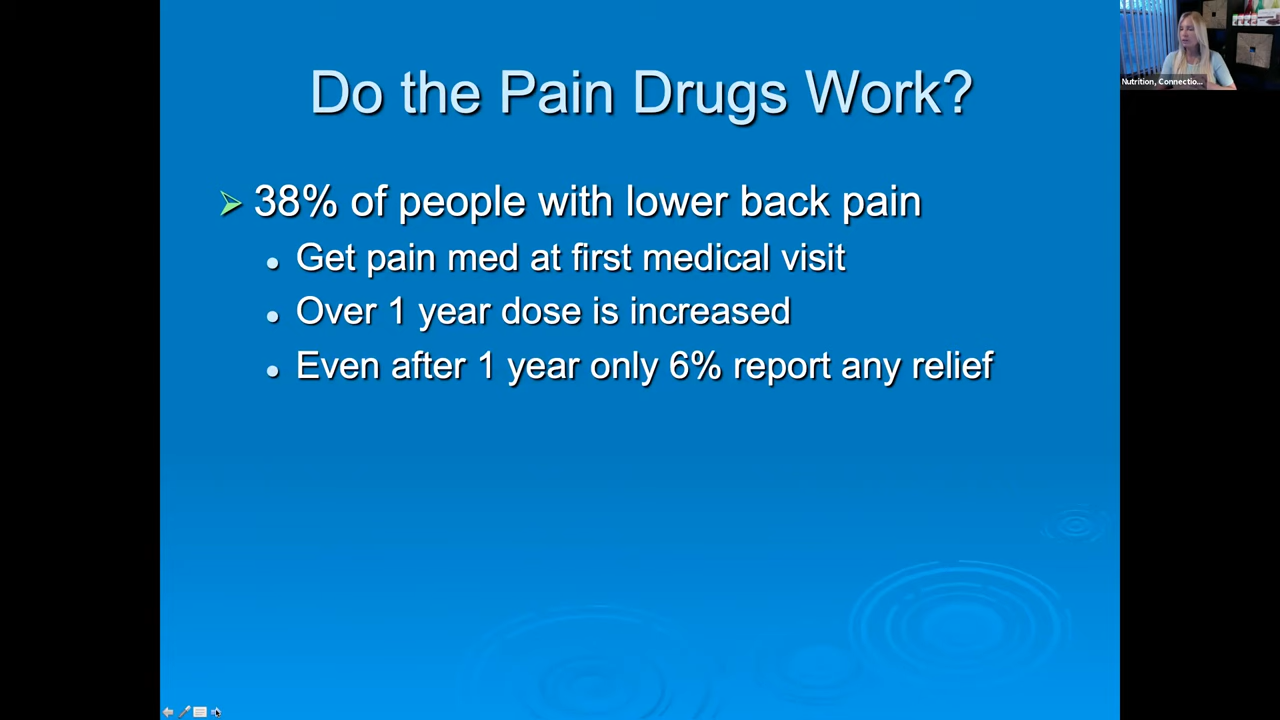 Do the Pain Drugs Work?
38% of people with lower back pain
Get pain med at first medical visit
Over 1 year dose is increased
Even after 1 year only 6% report any relief
Nutrition, Connectio...